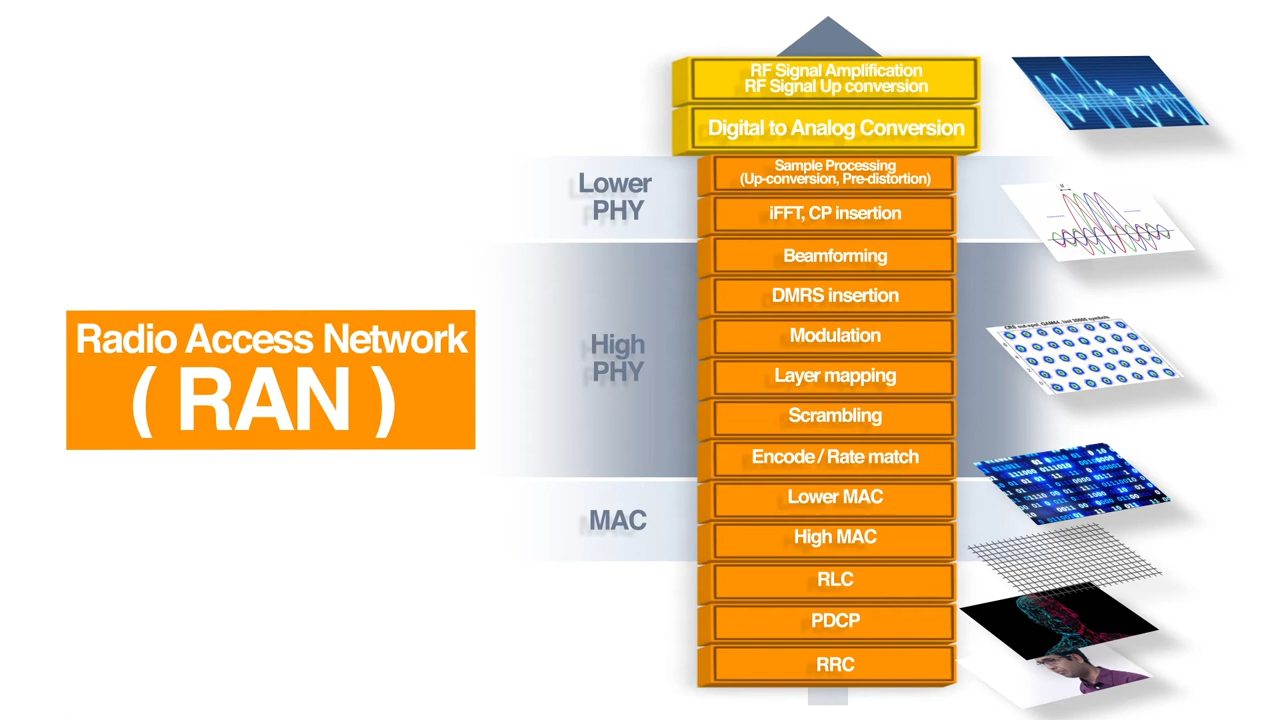 Radio Access Network
( RAN )
RF Signal Amplification
RF Signal Up conversion
Digital to Analog Conversion
Lower
PHY
Sample Processing
(Up-conversion, Pre-distortion)
iFFT, CP insertion
High
PHY
Beamforming
DMRS insertion
Modulation
Layer mapping
Scrambling
Encode / Rate match
MAC
Lower MAC
High MAC
RLC
PDCP
RRC